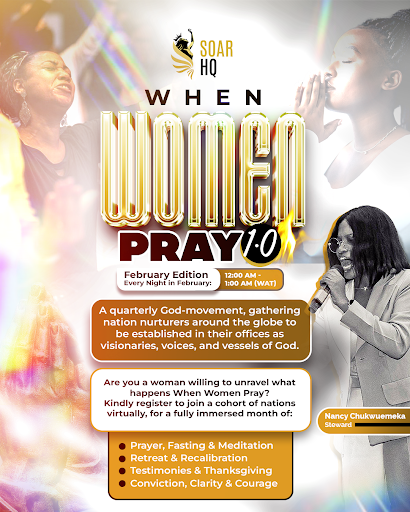 SOAR
HQ
WHEN
WOMEN
PRAY 1.0
February Edition
Every Night in February:
12:00 AM -
1:00 AM (WAT)
A quarterly God-movement, gathering
nation nurturers around the globe to
be established in their offices as
visionaries, voices, and vessels of God.
Are you a woman willing to unravel what
happens When Women Pray?
Kindly register to join a cohort of nations
virtually, for a fully immersed month of:
Nancy Chukwuemeka
Steward
• Prayer, Fasting & Meditation
• Retreat & Recalibration
• Testimonies & Thanksgiving
• Conviction, Clarity & Courage